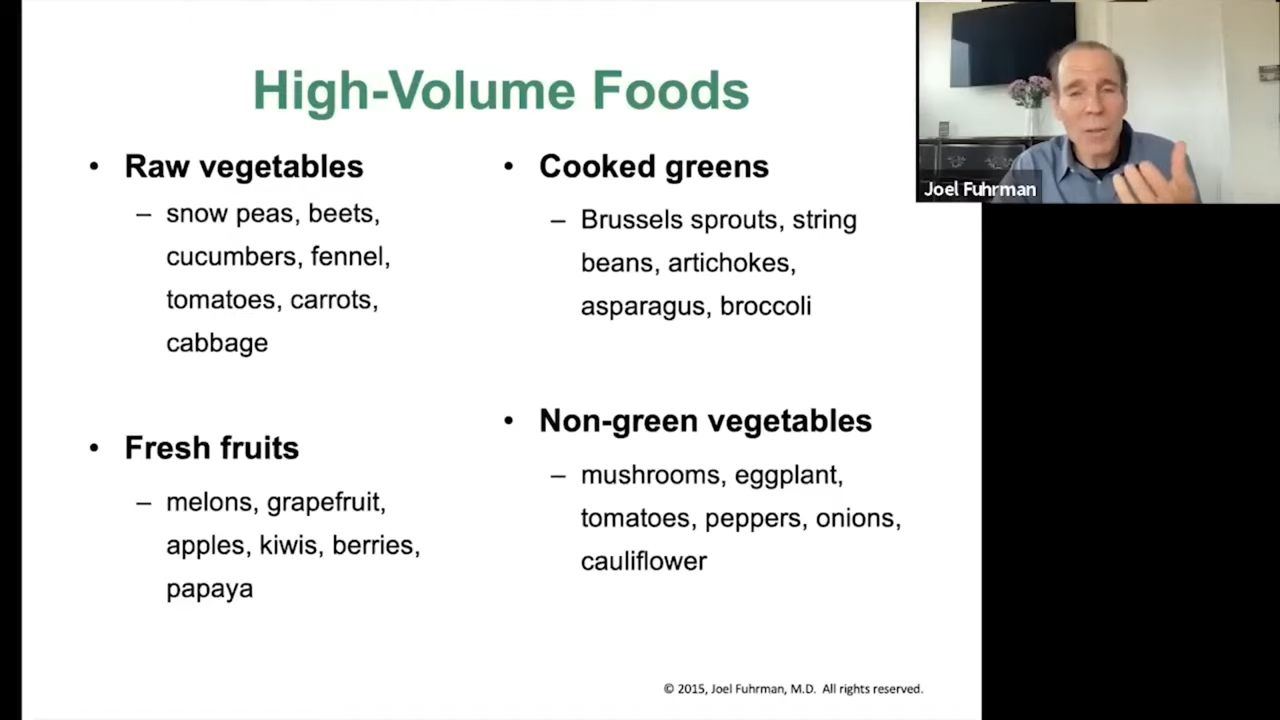 High-Volume Foods
• Raw vegetables
– snow peas, beets,
cucumbers, fennel,
tomatoes, carrots,
cabbage
• Fresh fruits
– melons, grapefruit,
apples, kiwis, berries,
papaya
• Cooked greens
– Brussels sprouts, string
beans, artichokes,
asparagus, broccoli
• Non-green vegetables
– mushrooms, eggplant,
tomatoes, peppers, onions,
cauliflower
© 2015, Joel Fuhrman, M.D. All rights reserved.
Joel Fuhrman